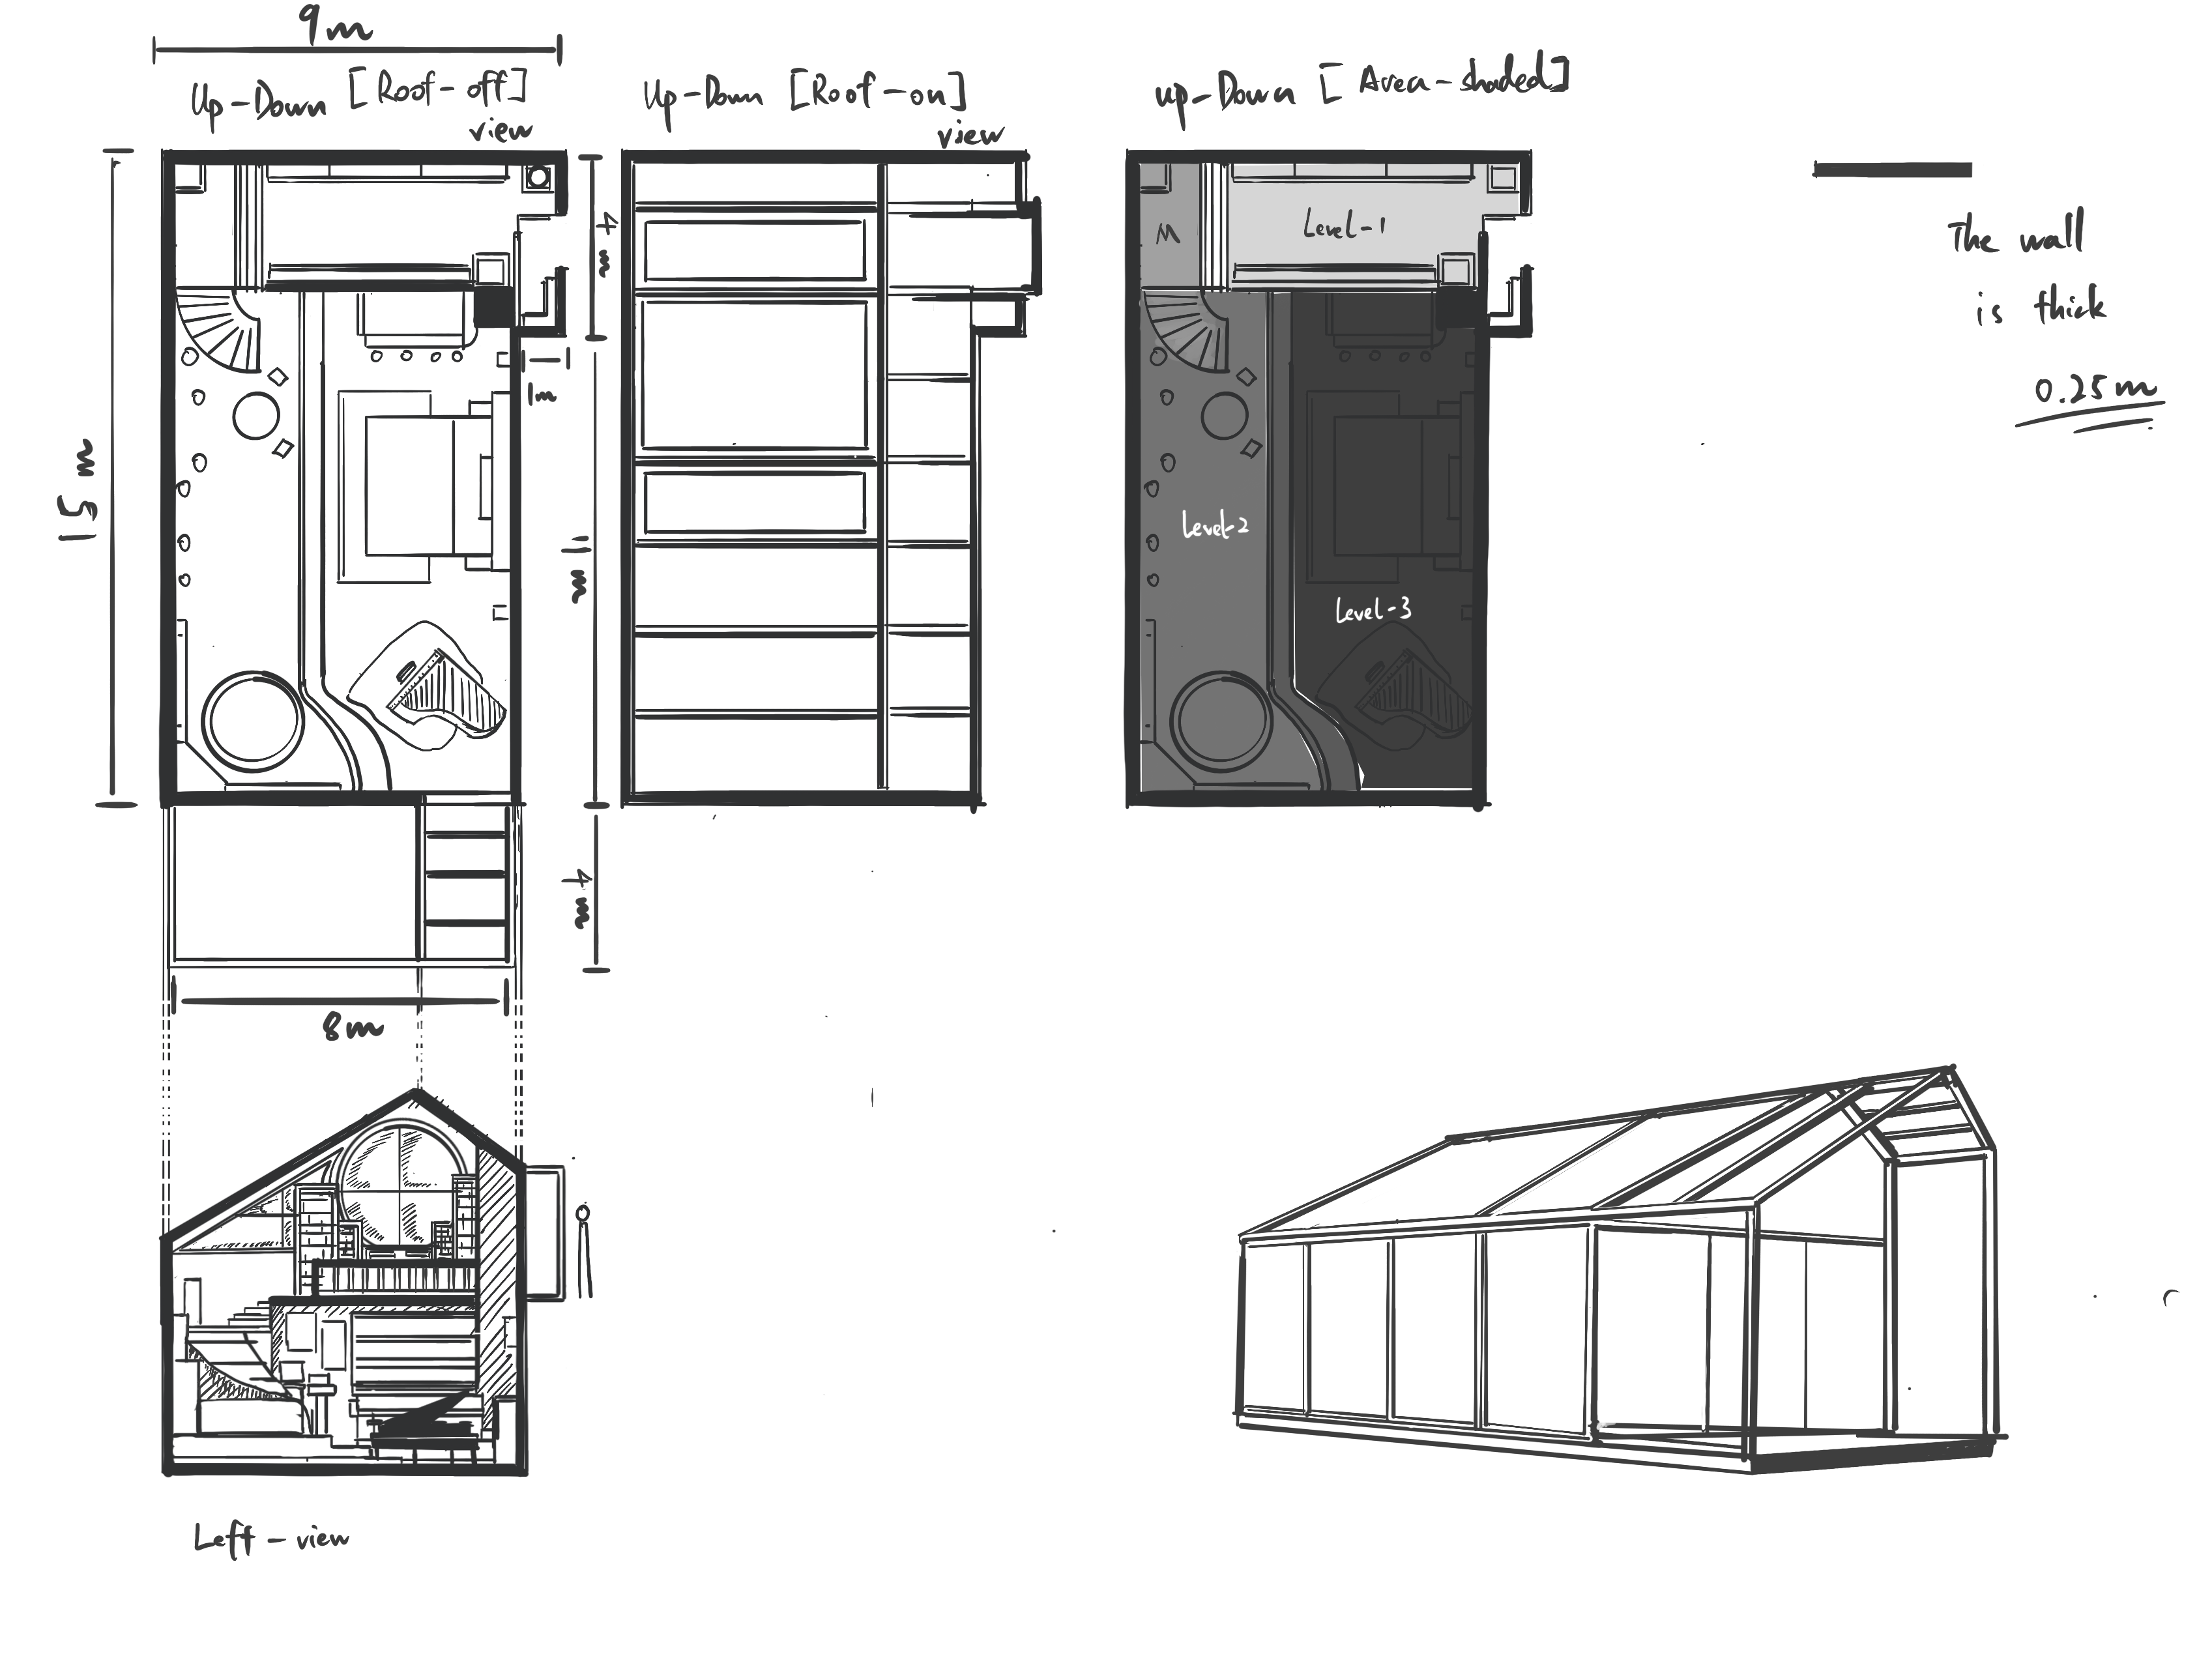 9m
Up-Down [Roof-off]
view
Up-Down [Roof-on]
view
up-Down [Area-shaded]
4m
1m
15m
11m
4m
8m
W
Level-1
Level-2
Level-3
The wall
is thick
0.25m
Left-view